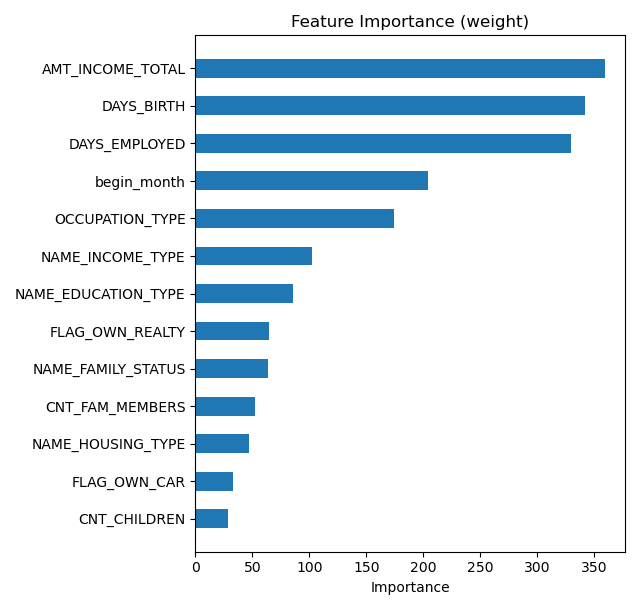 Feature Importance (weight)
AMT_INCOME_TOTAL
DAYS_BIRTH
DAYS_EMPLOYED
begin_month
OCCUPATION_TYPE
NAME_INCOME_TYPE
NAME_EDUCATION_TYPE
FLAG_OWN_REALTY
NAME_FAMILY_STATUS
CNT_FAM_MEMBERS
NAME_HOUSING_TYPE
FLAG_OWN_CAR
CNT_CHILDREN
0 50 100 150 200 250 300 350
Importance